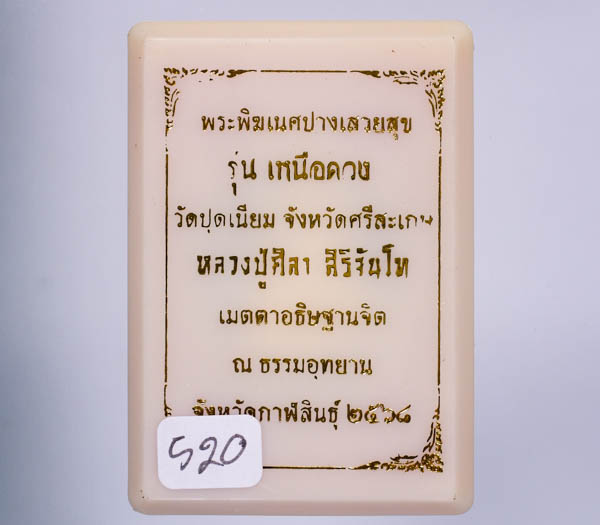 พระพิฆเนศปางเสวยสุข
รุ่น เหนือดวง
วัดปุดเนียม จังหวัดศรีสะเกษ
หลวงปู่ศิลา สิริจันโท
เมตตาอธิษฐานจิต
ณ ธรรมอุทยาน
จังหวัดกาฬสินธุ์ ๒๕๖๘
520